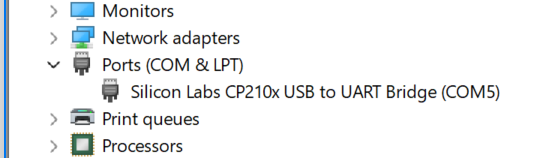 Monitors
Network adapters
Ports (COM & LPT)
Silicon Labs CP210x USB to UART Bridge (COM5)
Print queues
Processors